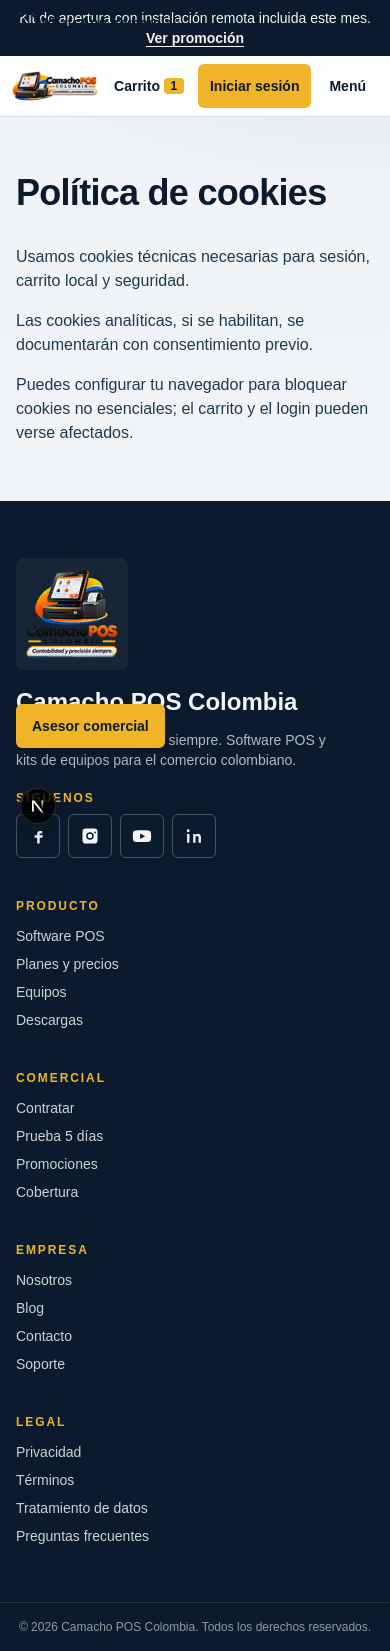 Kit de apertura con instalación remota incluida este mes.
Ver promoción
CamachoPOS
COLOMBIA
Carrito 1
Iniciar sesión
Menú
Política de cookies
Usamos cookies técnicas necesarias para sesión,
carrito local y seguridad.
Las cookies analíticas, si se habilitan, se
documentarán con consentimiento previo.
Puedes configurar tu navegador para bloquear
cookies no esenciales; el carrito y el login pueden
verse afectados.
CamachoPOS
COLOMBIA
Contabilidad y precisión siempre.
Camacho POS Colombia
Asesor comercial
siempre. Software POS y
kits de equipos para el comercio colombiano.
SÍGUENOS
N
PRODUCTO
Software POS
Planes y precios
Equipos
Descargas
COMERCIAL
Contratar
Prueba 5 días
Promociones
Cobertura
EMPRESA
Nosotros
Blog
Contacto
Soporte
LEGAL
Privacidad
Términos
Tratamiento de datos
Preguntas frecuentes
© 2026 Camacho POS Colombia. Todos los derechos reservados.